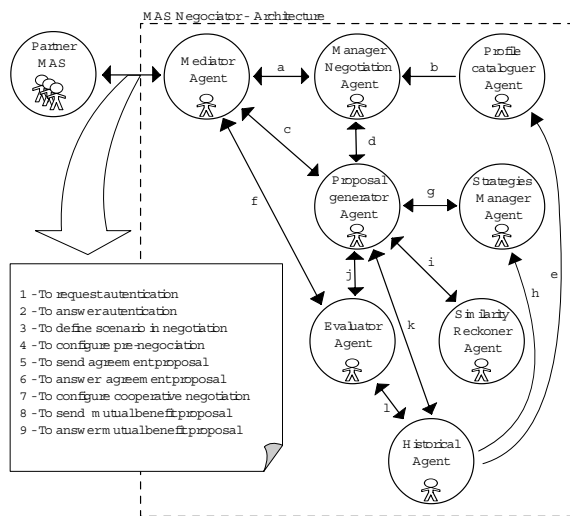 MAS Negociator - Architecture
Partner
MAS
Mediator
Agent
a
Manager
Negotiation
Agent
b
Profile
cataloguer
Agent
c
d
f
Proposal
generator
Agent
g
Strategies
Manager
Agent
e
h
i
j
k
Evaluator
Agent
Similarity
Reckoner
Agent
l
Historical
Agent
1 - To request autentication
2 - To answer autentication
3 - To define scenario in negotiation
4 - To configure pre-negociation
5 - To send agreement proposal
6 - To answer agreement proposal
7 - To configure cooperative negotiation
8 - To send mutual benefit proposal
9 - To answer mutual benefit proposal